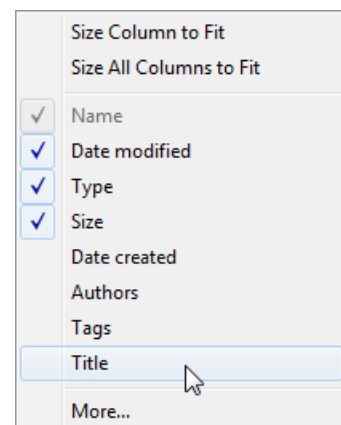 Size Column to Fit
Size All Columns to Fit
Name
Date modified
Type
Size
Date created
Authors
Tags
Title
More...